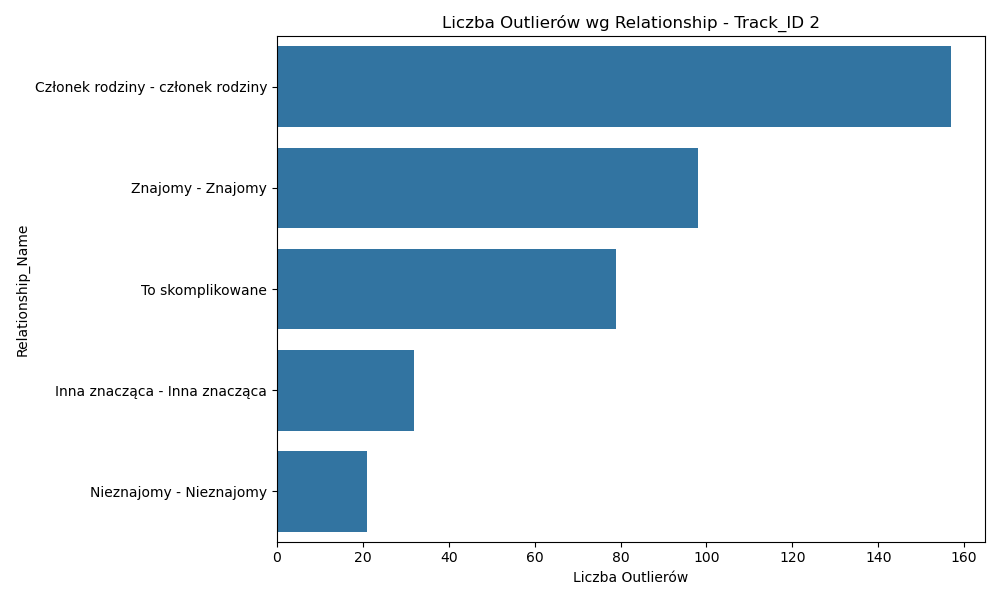 Liczba Outlierów wg Relationship - Track_ID 2
Członek rodziny - członek rodziny
Znajomy - Znajomy
To skomplikowane
Inna znacząca - Inna znacząca
Nieznajomy - Nieznajomy
Relationship_Name
0 20 40 60 80 100 120 140 160
Liczba Outlierów